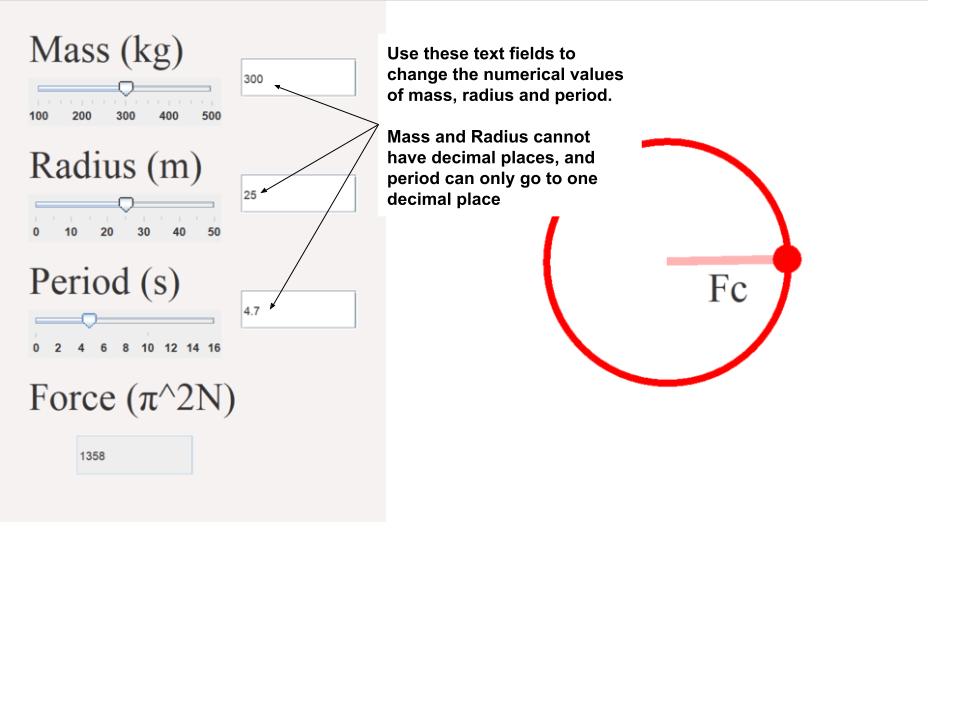 Mass (kg)
300
100 200 300 400 500
Use these text fields to
change the numerical values
of mass, radius and period.
Mass and Radius cannot
have decimal places, and
period can only go to one
decimal place
Radius (m)
25
0 10 20 30 40 50
Period (s)
4.7
0 2 4 6 8 10 12 14 16
Force (π^2N)
1358
Fc